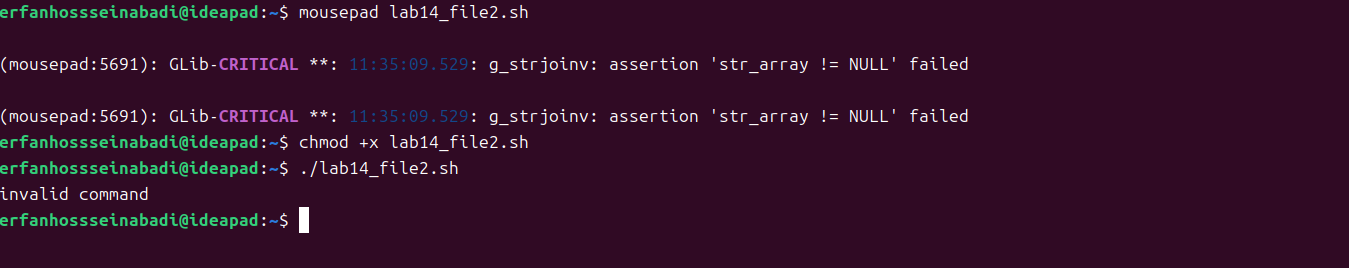 erfanhossseinabadi@ideapad:~$ mousepad lab14_file2.sh
(mousepad:5691): GLib-CRITICAL **: 11:35:09.529: g_strjoinv: assertion 'str_array != NULL' failed
(mousepad:5691): GLib-CRITICAL **: 11:35:09.529: g_strjoinv: assertion 'str_array != NULL' failed
erfanhossseinabadi@ideapad:~$ chmod +x lab14_file2.sh
erfanhossseinabadi@ideapad:~$ ./lab14_file2.sh
invalid command
erfanhossseinabadi@ideapad:~$